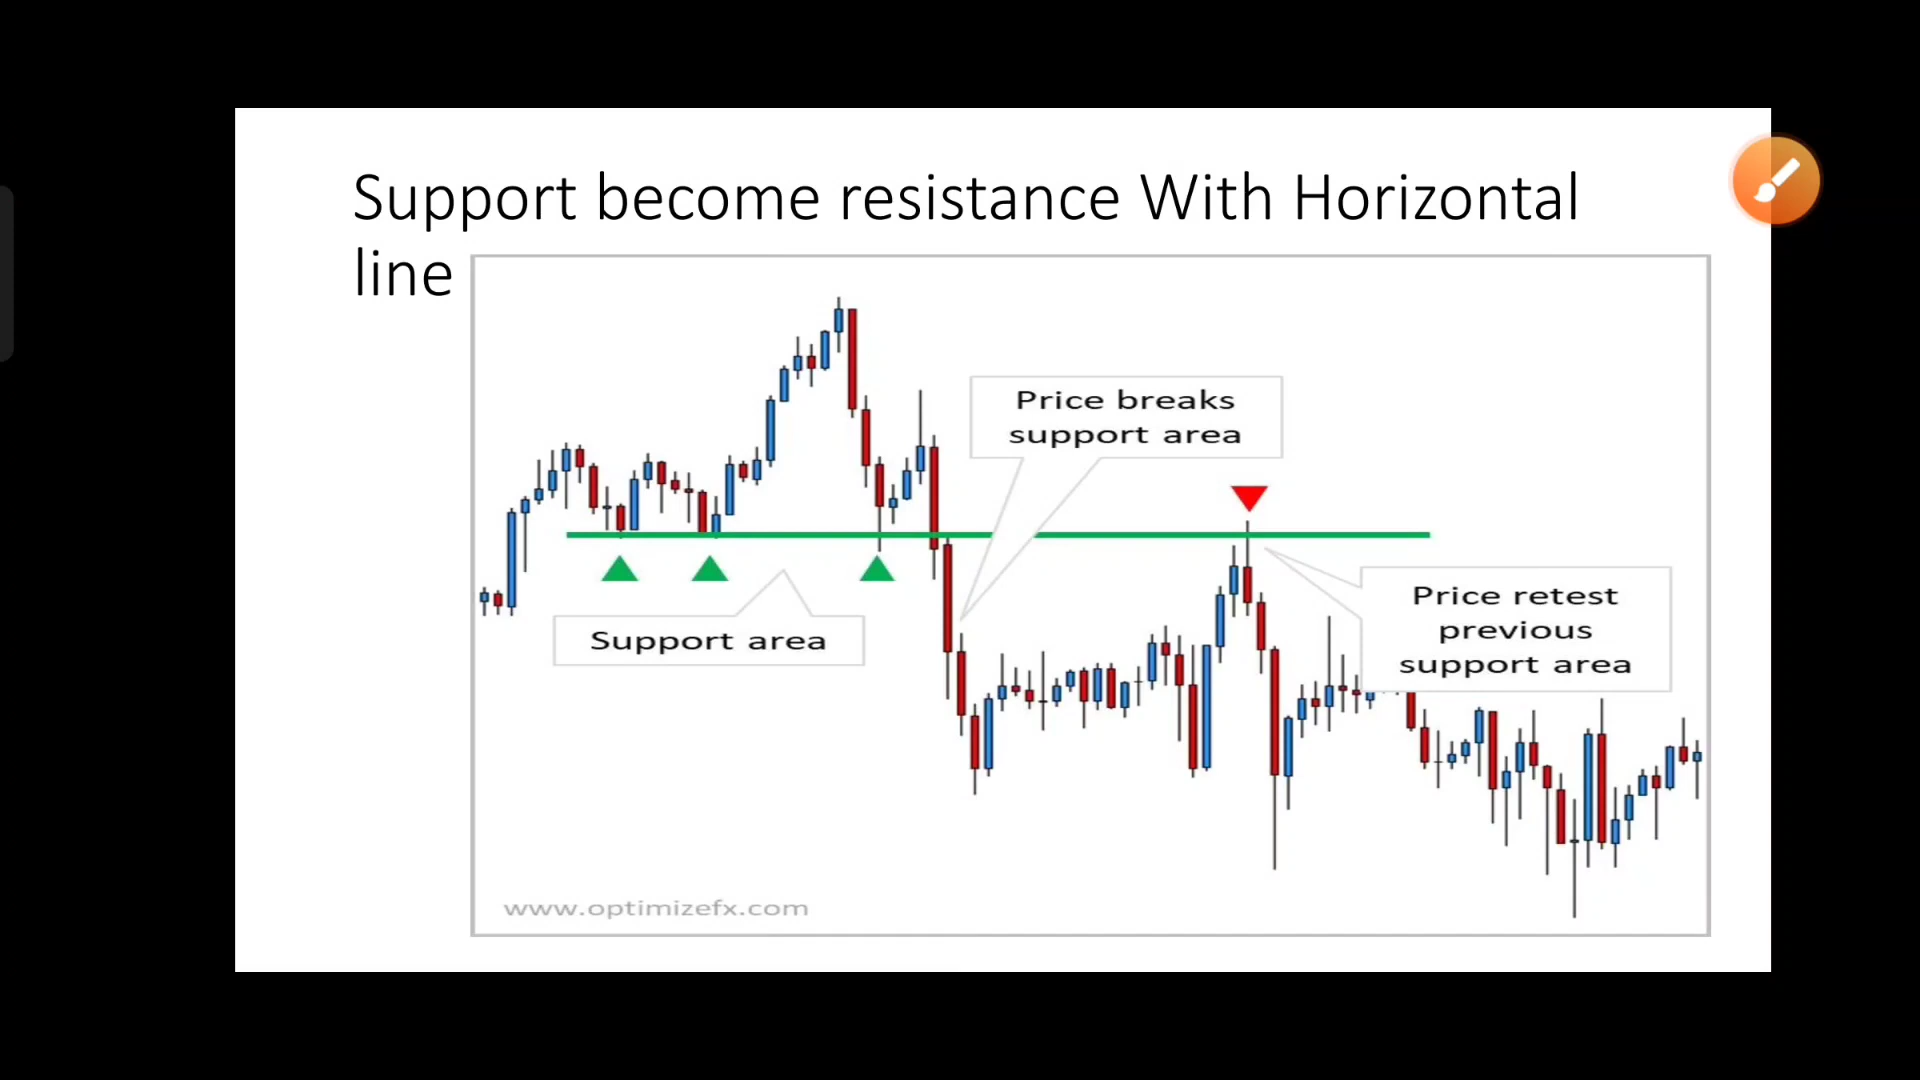 Support become resistance With Horizontal
line
Price breaks
support area
Support area
Price retest
previous
support area
www.optimizefx.com